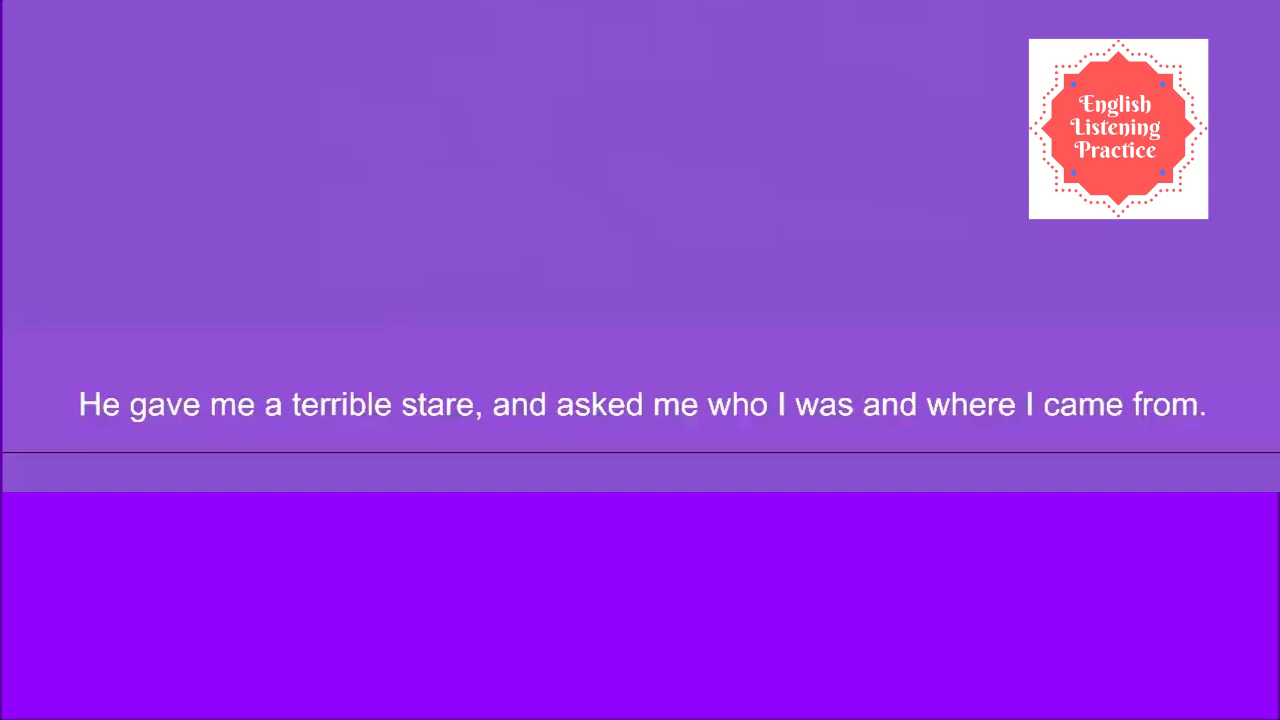 English
Listening
Practice
He gave me a terrible stare, and asked me who I was and where I came from.